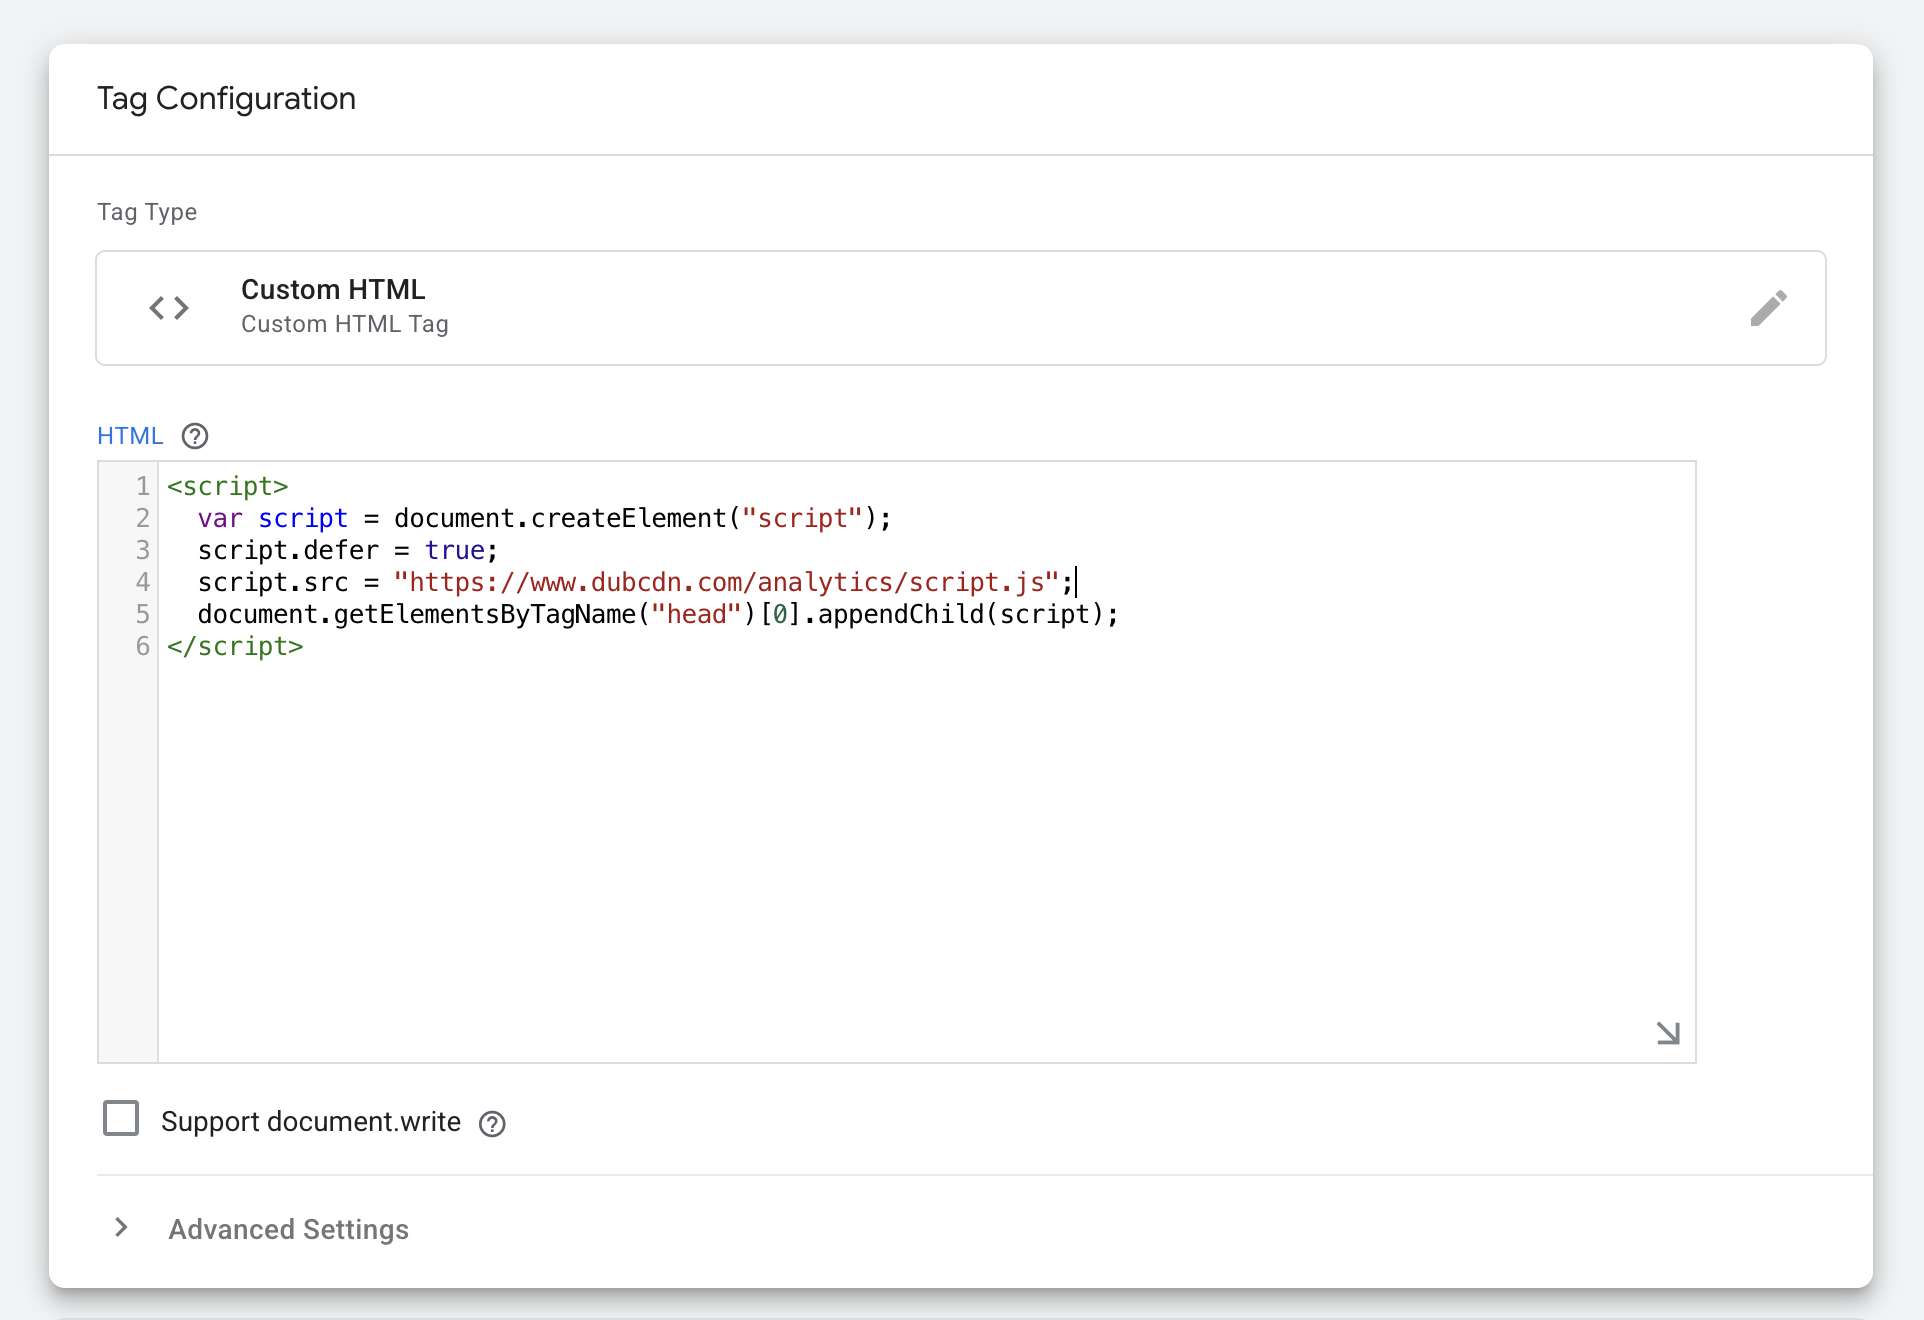 Tag Configuration
Tag Type
Custom HTML
Custom HTML Tag
HTML
1 <script>
2   var script = document.createElement("script");
3   script.defer = true;
4   script.src = "https://www.dubcdn.com/analytics/script.js";
5   document.getElementsByTagName("head")[0].appendChild(script);
6 </script>
Support document.write
Advanced Settings